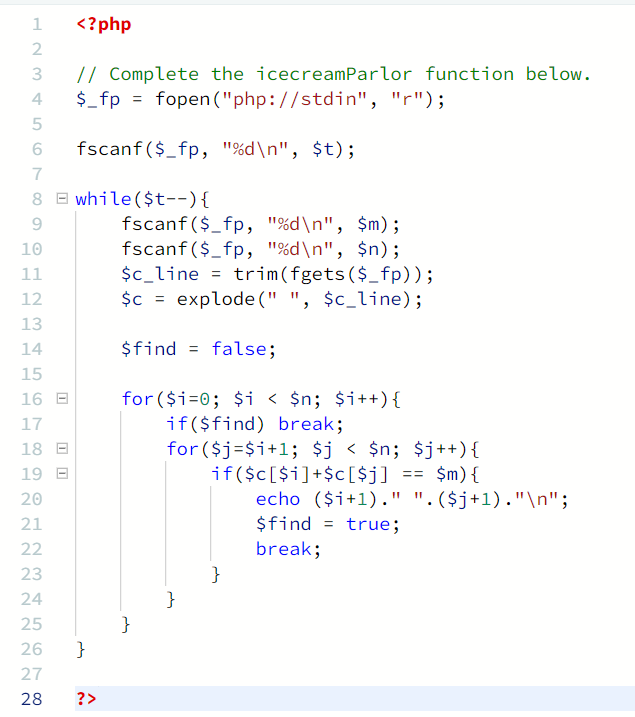 1 <?php
2
3 // Complete the icecreamParlor function below.
4 $_fp = fopen("php://stdin", "r");
5
6 fscanf($_fp, "%d\n", $t);
7
8 while($t--){
9     fscanf($_fp, "%d\n", $m);
10     fscanf($_fp, "%d\n", $n);
11     $c_line = trim(fgets($_fp));
12     $c = explode(" ", $c_line);
13
14     $find = false;
15
16     for($i=0; $i < $n; $i++){
17         if($find) break;
18         for($j=$i+1; $j < $n; $j++){
19             if($c[$i]+$c[$j] == $m){
20                 echo ($i+1)." ".($j+1)."\n";
21                 $find = true;
22                 break;
23             }
24         }
25     }
26 }
27
28 ?>